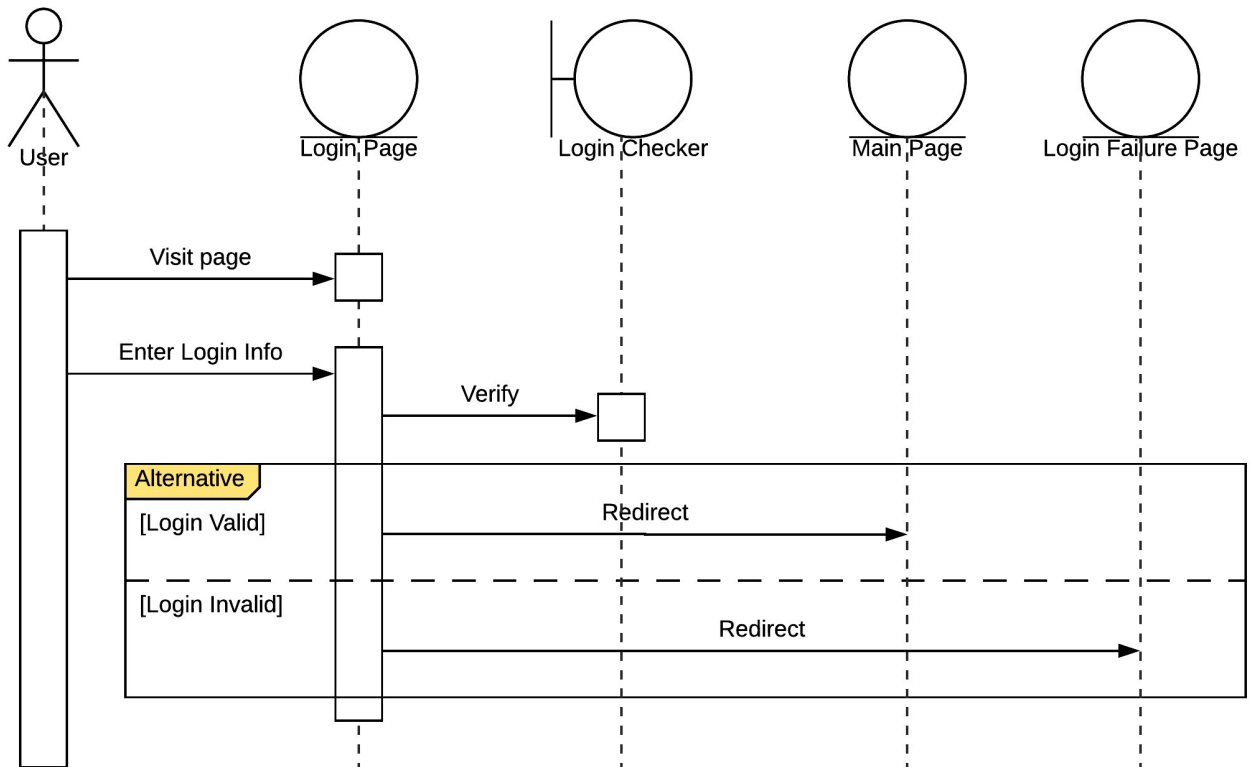 User
Login Page
Login Checker
Main Page
Login Failure Page
Visit page
Enter Login Info
Verify
Alternative
Redirect
[Login Valid]
[Login Invalid]
Redirect